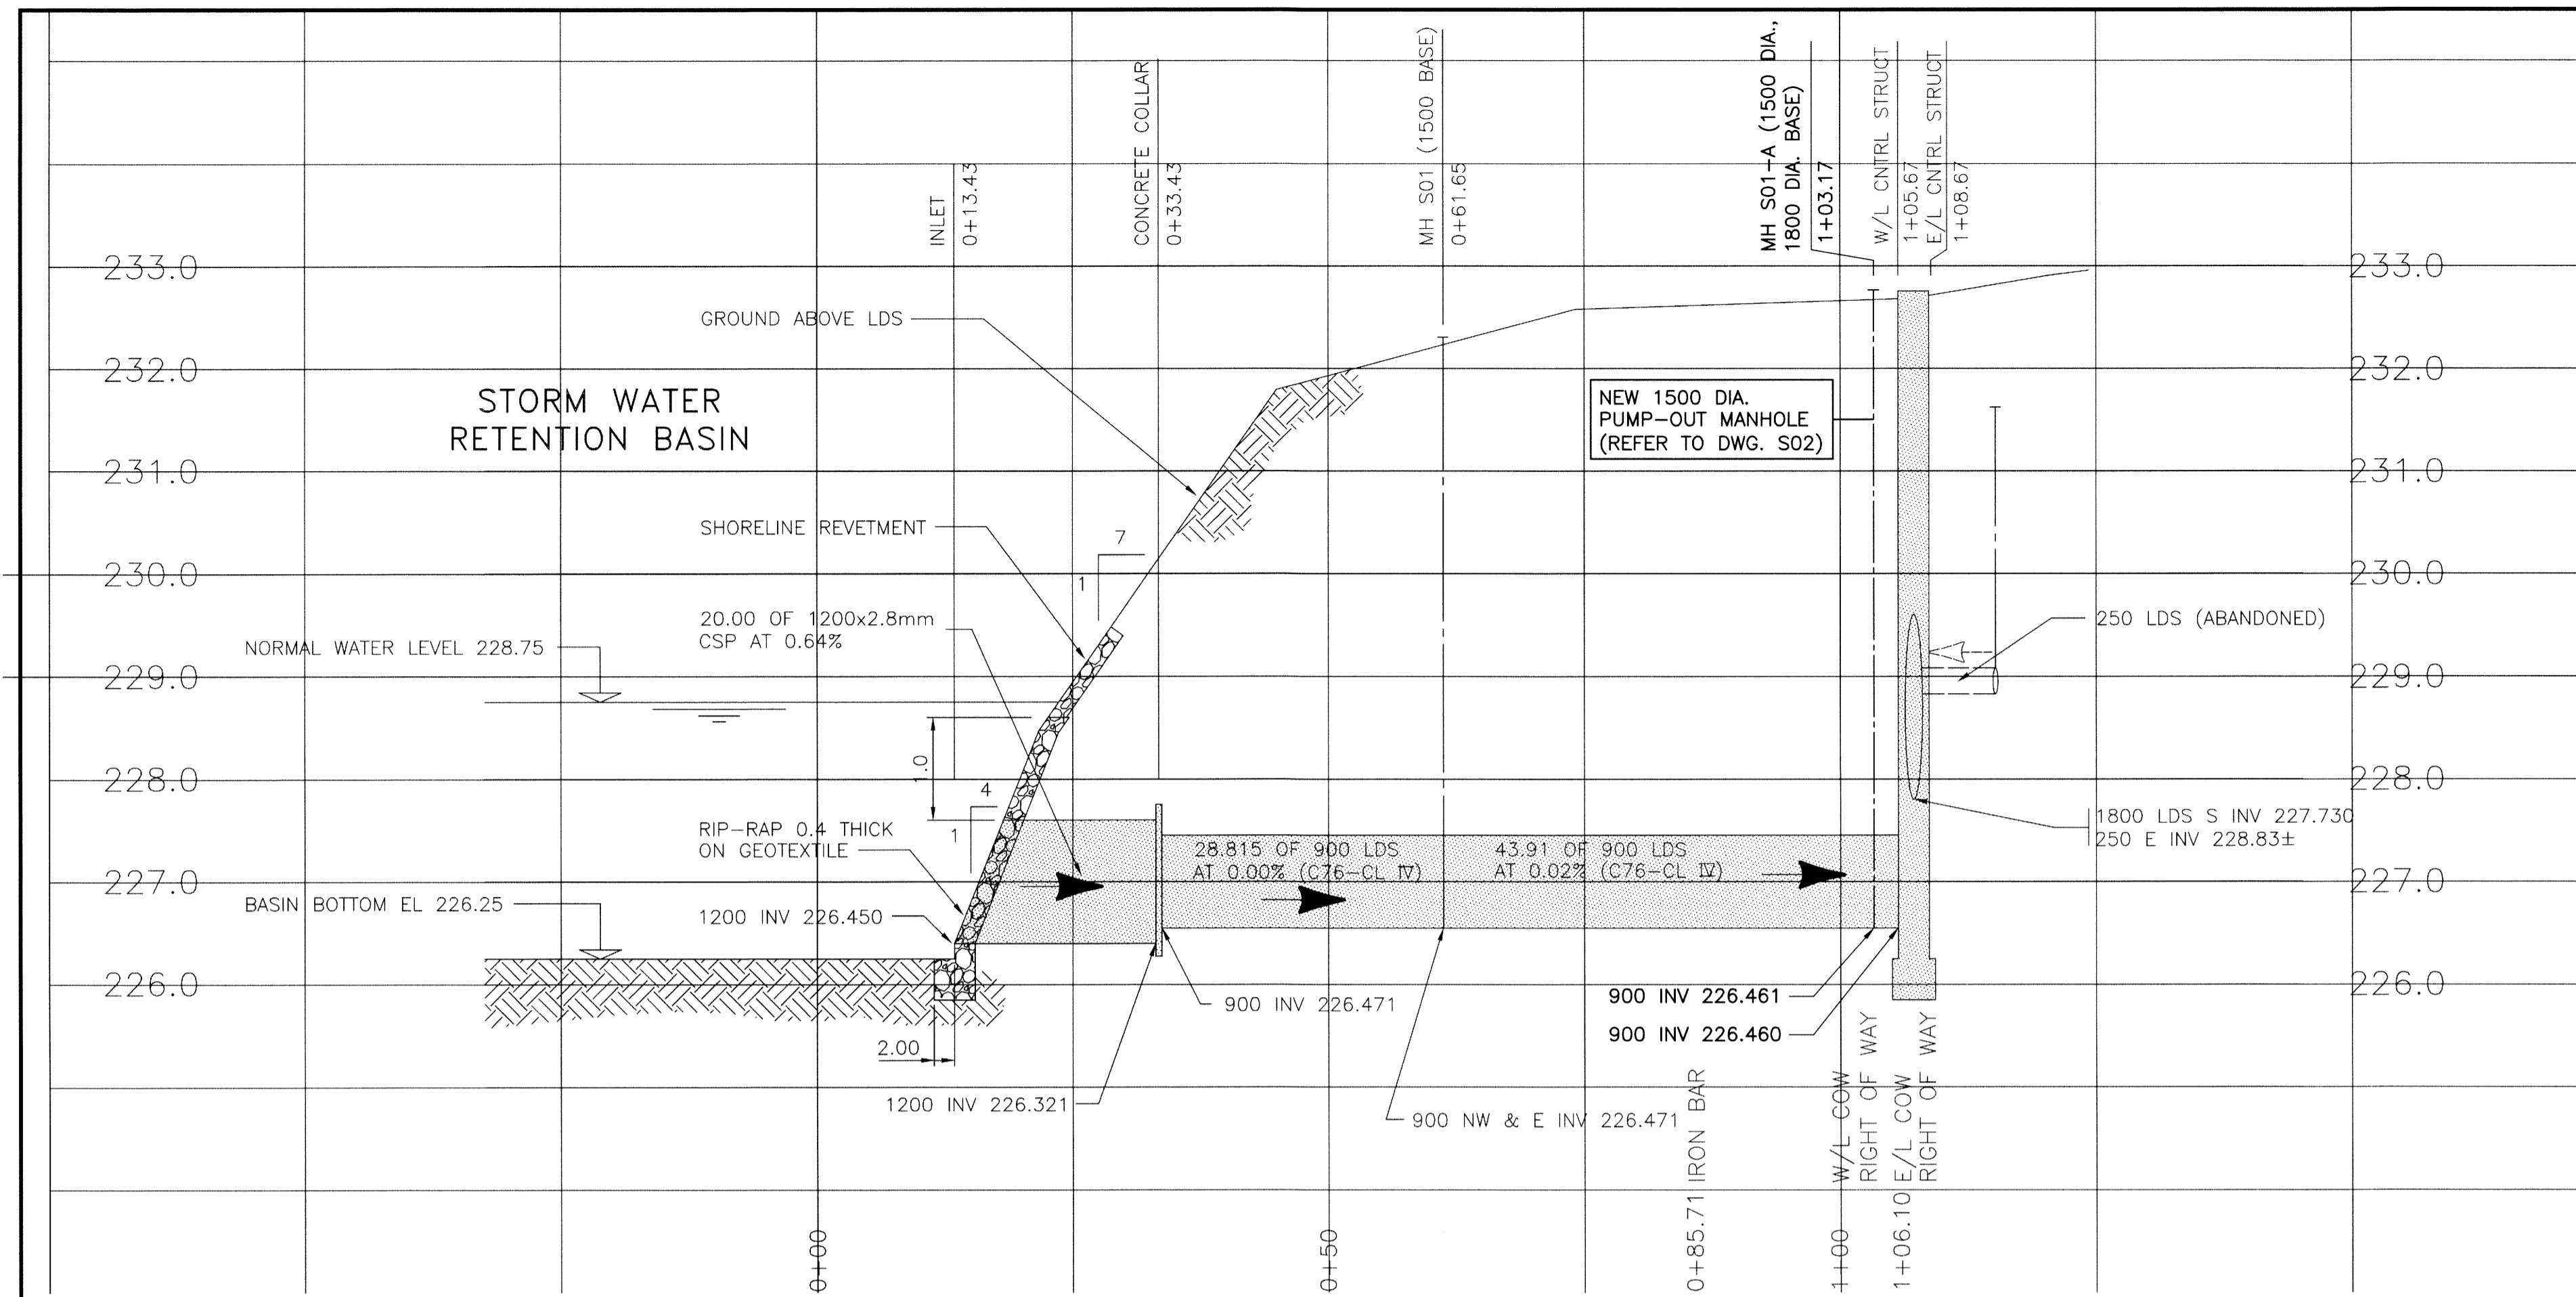 INLET
0+13.43
CONCRETE COLLAR
0+33.43
MH S01 (1500 BASE)
0+61.65
MH S01-A (1500 DIA.,
1800 DIA. BASE)
1+03.17
W/L CNTRL STRUCT
1+05.67
E/L CNTRL STRUCT
1+08.67
233.0
233.0
GROUND ABOVE LDS
232.0
232.0
STORM WATER
RETENTION BASIN
NEW 1500 DIA.
PUMP-OUT MANHOLE
(REFER TO DWG. S02)
231.0
231.0
SHORELINE REVETMENT
7
1
230.0
230.0
20.00 OF 1200x2.8mm
CSP AT 0.64%
250 LDS (ABANDONED)
NORMAL WATER LEVEL 228.75
229.0
229.0
1.0
228.0
228.0
4
1
RIP-RAP 0.4 THICK
ON GEOTEXTILE
1800 LDS S INV 227.730
250 E INV 228.83±
28.815 OF 900 LDS
AT 0.00% (C76-CL IV)
43.91 OF 900 LDS
AT 0.02% (C76-CL IV)
227.0
227.0
BASIN BOTTOM EL 226.25
1200 INV 226.450
226.0
226.0
900 INV 226.471
900 INV 226.461
900 INV 226.460
2.00
1200 INV 226.321
900 NW & E INV 226.471
0+00
0+50
0+85.71 IRON BAR
1+00
W/L COW
RIGHT OF WAY
1+06.10 E/L COW
RIGHT OF WAY